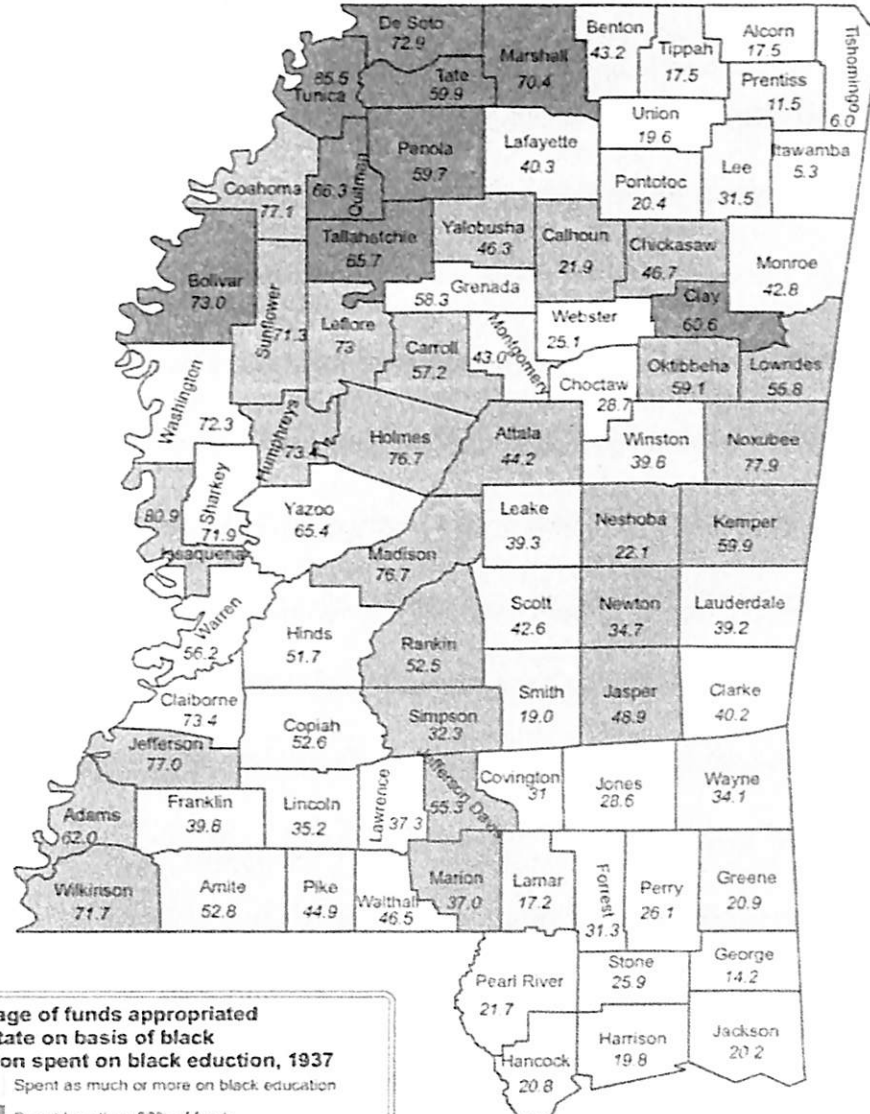 De Soto
72.9
Benton
43.2
Tippah
17.5
Alcorn
17.5
Tishomingo
6.0
Marshall
70.4
Prentiss
11.5
85.5
Tunica
Tate
59.9
Union
19.6
Itawamba
5.3
Panola
59.7
Lafayette
40.3
Lee
31.5
Coahoma
77.1
66.3
Quitman
Pontotoc
20.4
Tallahatchie
65.7
Yalobusha
46.3
Calhoun
21.9
Chickasaw
46.7
Monroe
42.8
Bolivar
73.0
Sunflower
71.3
Grenada
58.3
Clay
60.6
Leflore
73
Carroll
57.2
Montgomery
43.0
Webster
25.1
Oktibbeha
59.1
Lowndes
55.8
Choctaw
28.7
Washington
72.3
Humphreys
73.4
Holmes
76.7
Attala
44.2
Winston
39.8
Noxubee
77.9
80.9
Issaquena
Sharkey
71.9
Yazoo
65.4
Leake
39.3
Neshoba
22.1
Kemper
59.9
Madison
76.7
Warren
56.2
Hinds
51.7
Rankin
52.5
Scott
42.6
Newton
34.7
Lauderdale
39.2
Claiborne
73.4
Copiah
52.6
Simpson
32.3
Smith
19.0
Jasper
48.9
Clarke
40.2
Jefferson
77.0
Adams
62.0
Franklin
39.8
Lincoln
35.2
Lawrence
37.3
Jefferson Davis
55.3
Covington
31
Jones
28.6
Wayne
34.1
Wilkinson
71.7
Amite
52.8
Pike
44.9
Walthall
46.5
Marion
37.0
Lamar
17.2
Forrest
31.3
Perry
26.1
Greene
20.9
Pearl River
21.7
Stone
25.9
George
14.2
Hancock
20.8
Harrison
19.8
Jackson
20.2
age of funds appropriated
tate on basis of black
on spent on black eduction, 1937
Spent as much or more on black education